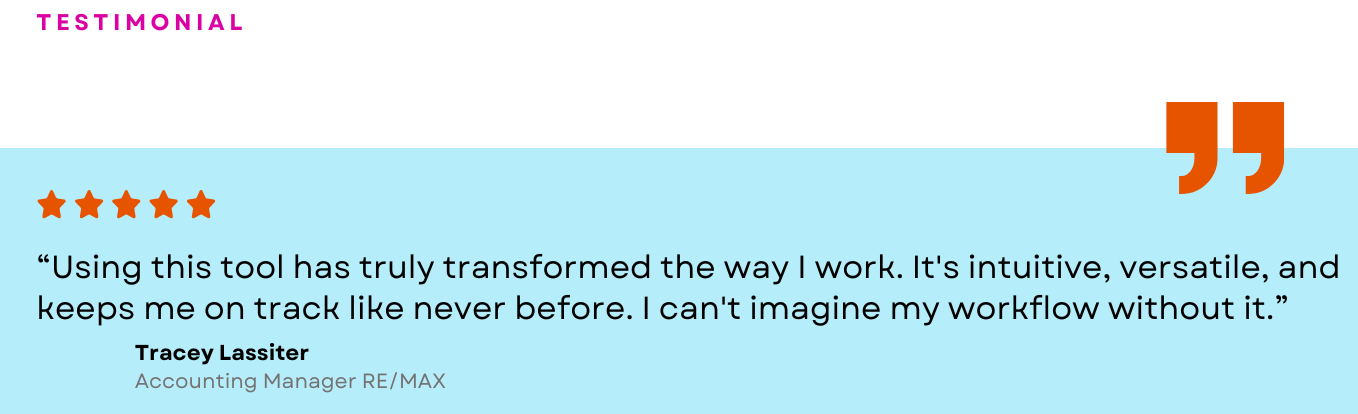 TESTIMONIAL
“Using this tool has truly transformed the way I work. It's intuitive, versatile, and
keeps me on track like never before. I can't imagine my workflow without it.”
Tracey Lassiter
Accounting Manager RE/MAX